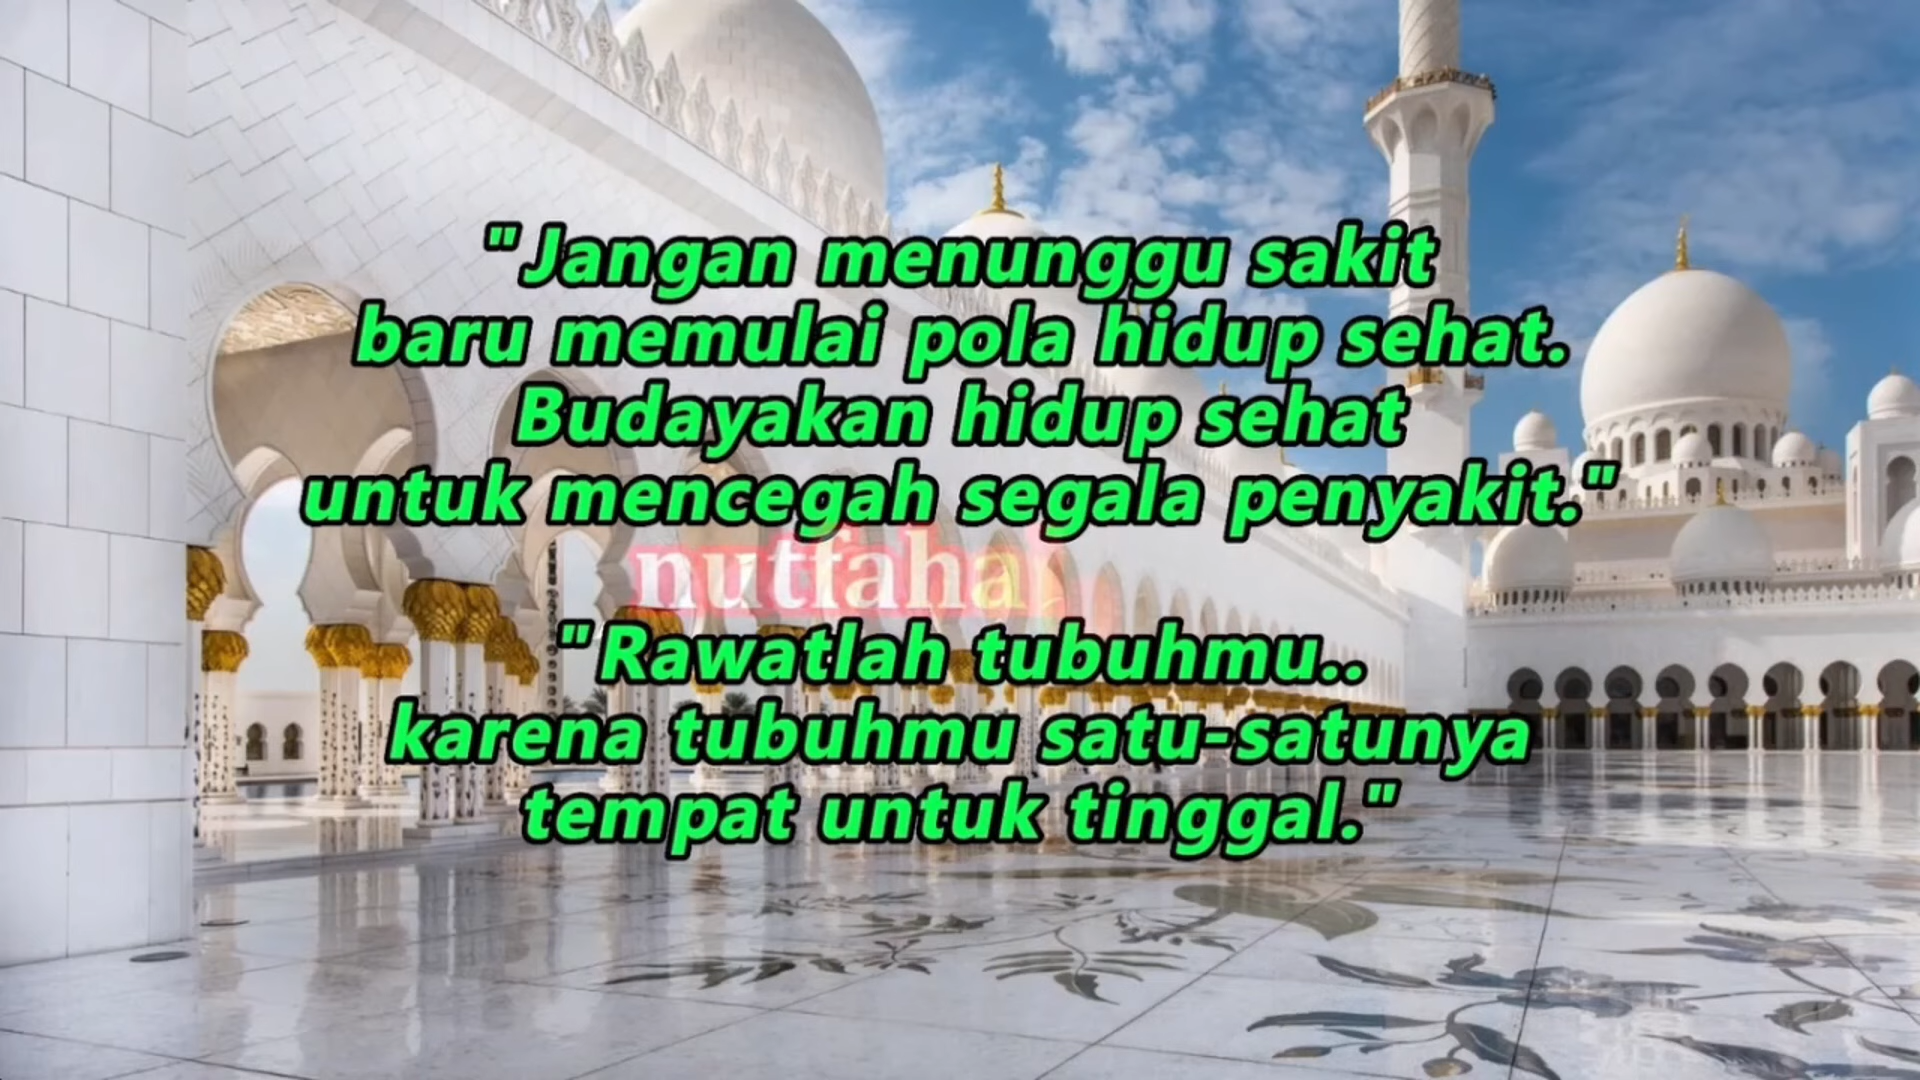 "Jangan menunggu sakit
baru memulai pola hidup sehat.
Budayakan hidup sehat
untuk mencegah segala penyakit."
nutfaha
"Rawatlah tubuhmu..
karena tubuhmu satu-satunya
tempat untuk tinggal."